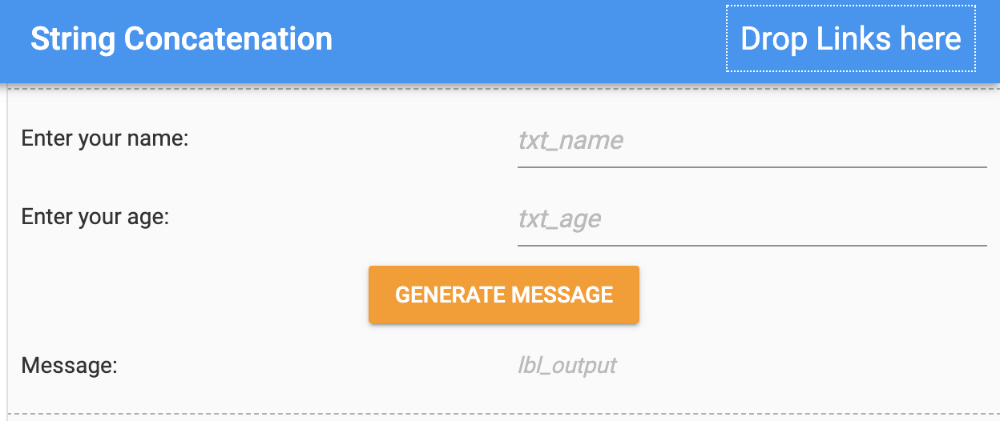 String Concatenation
Drop Links here
Enter your name:
txt_name
Enter your age:
txt_age
GENERATE MESSAGE
Message:
lbl_output